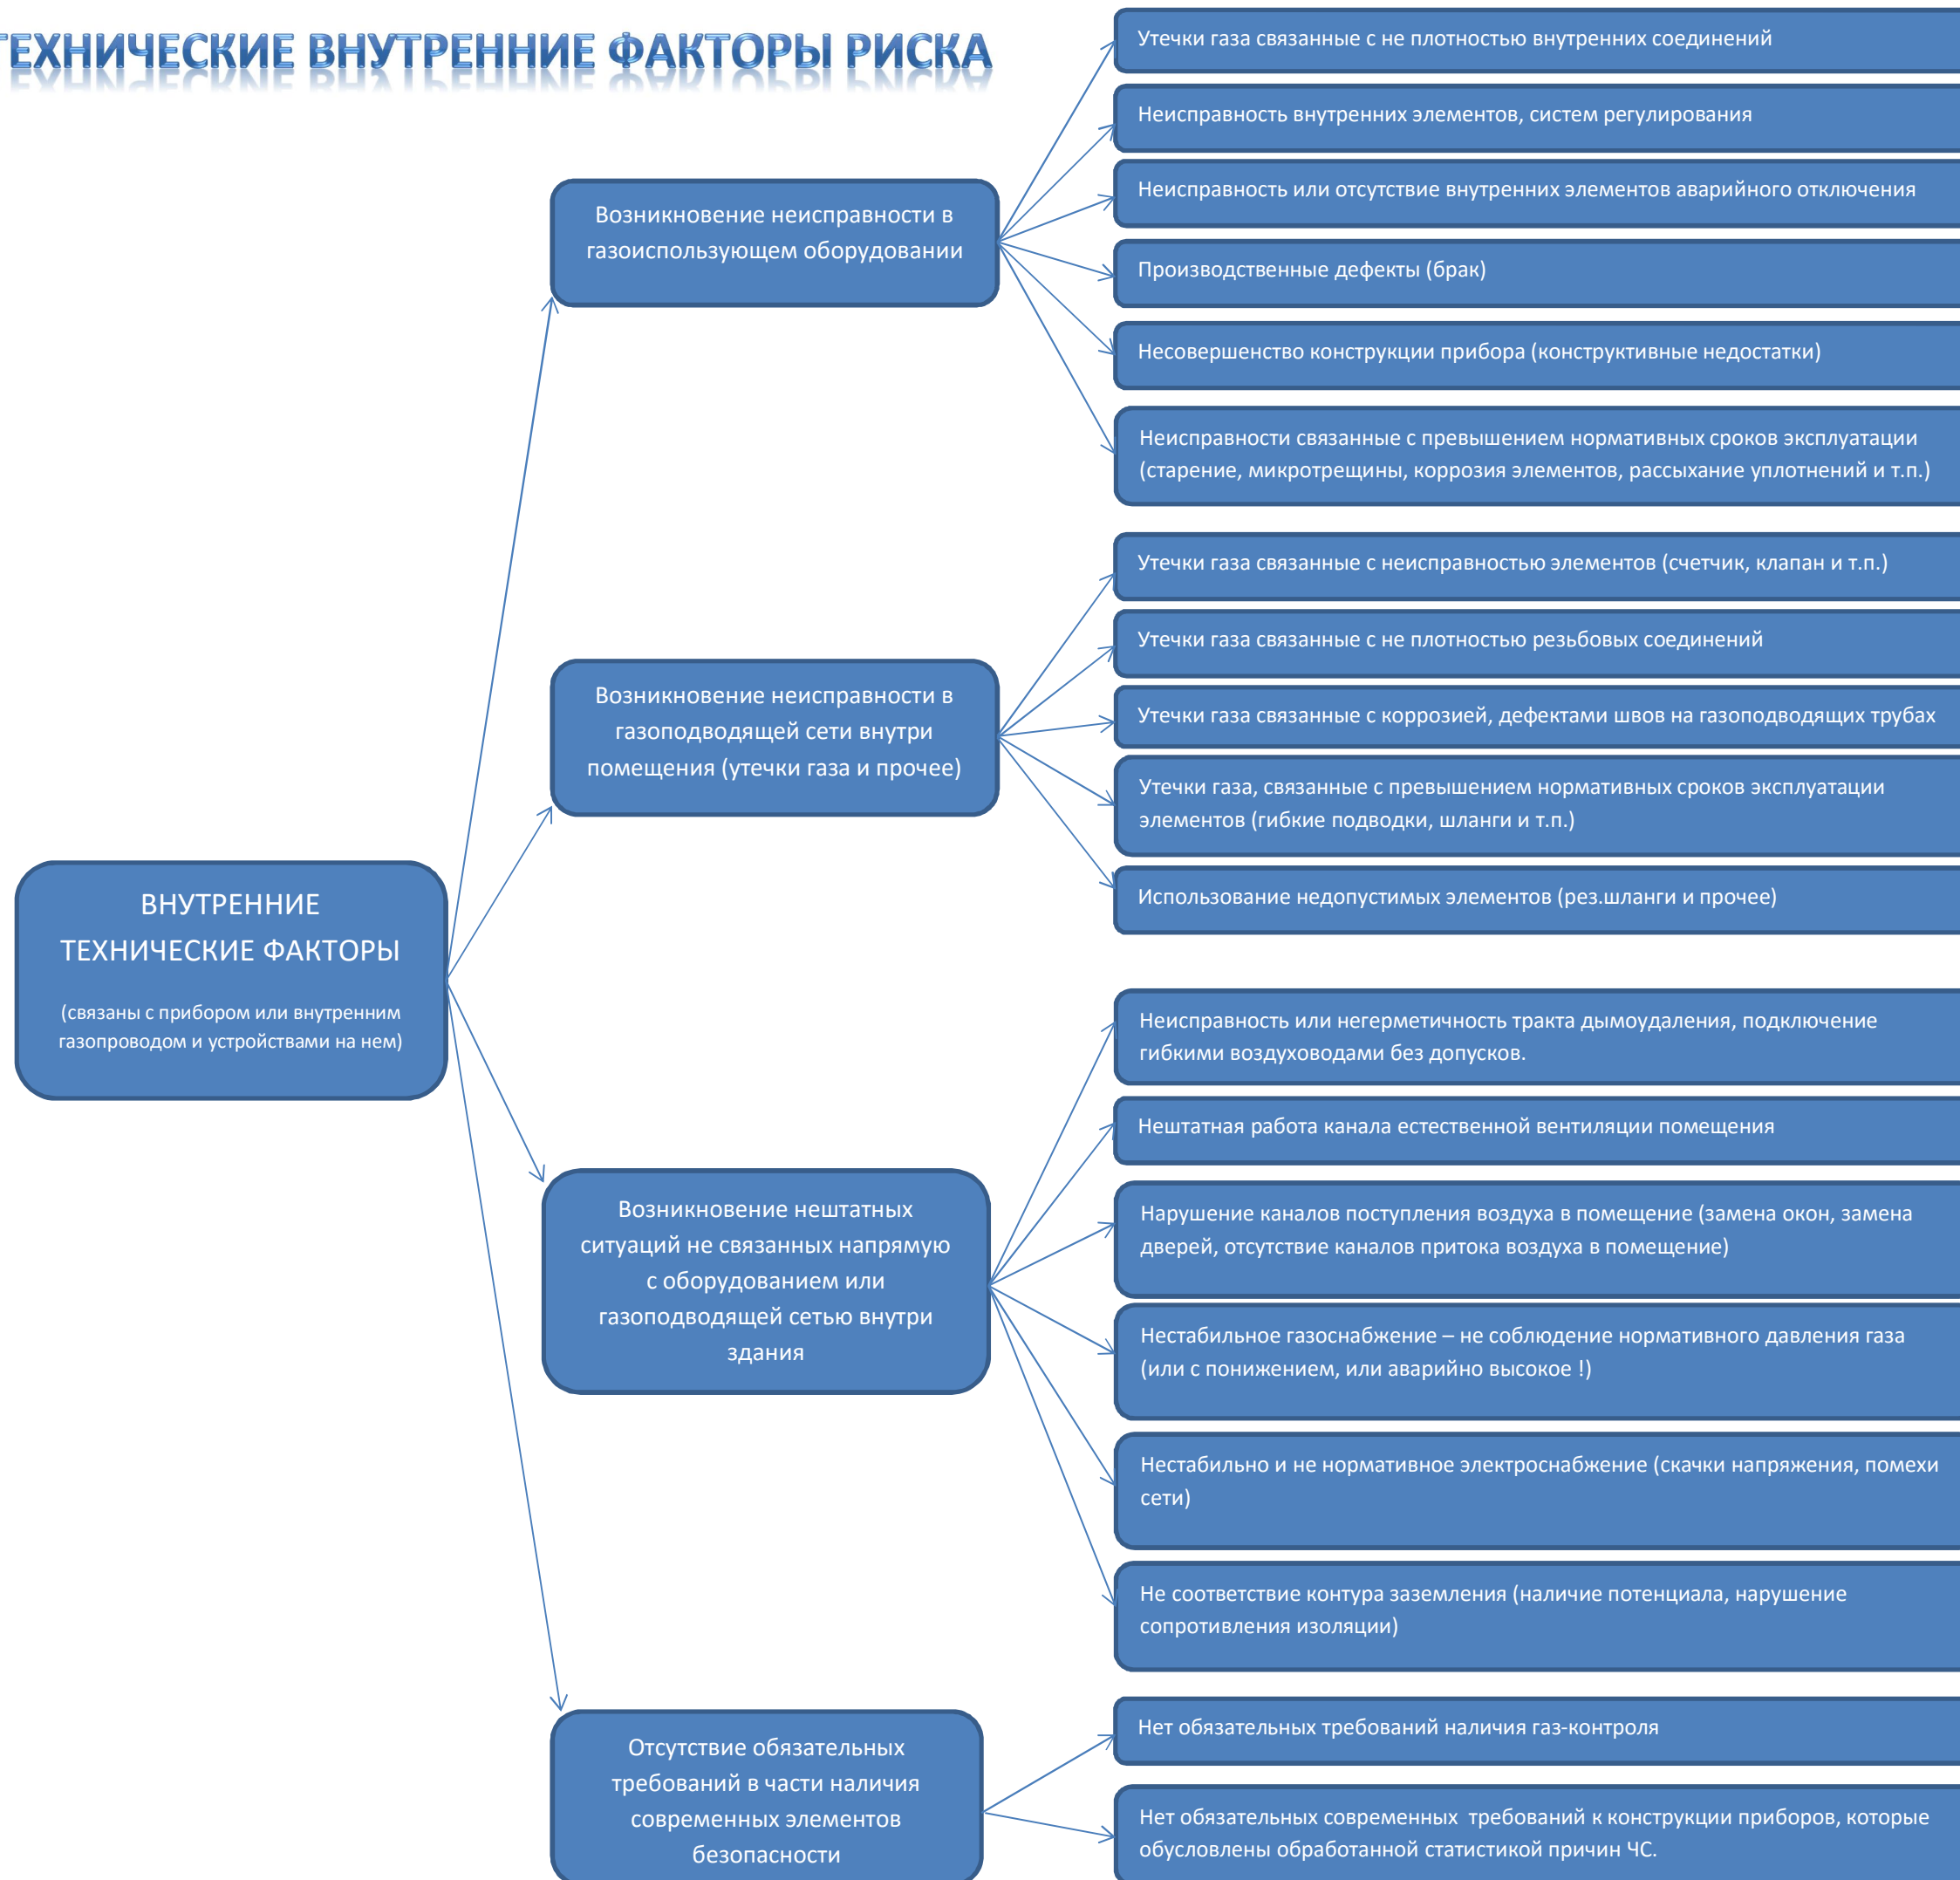 ТЕХНИЧЕСКИЕ ВНУТРЕННИЕ ФАКТОРЫ РИСКА
ВНУТРЕННИЕ
ТЕХНИЧЕСКИЕ ФАКТОРЫ
(связаны с прибором или внутренним
газопроводом и устройствами на нем)
Возникновение неисправности в
газоиспользующем оборудовании
Утечки газа связанные с не плотностью внутренних соединений
Неисправность внутренних элементов, систем регулирования
Неисправность или отсутствие внутренних элементов аварийного отключения
Производственные дефекты (брак)
Несовершенство конструкции прибора (конструктивные недостатки)
Неисправности связанные с превышением нормативных сроков эксплуатации
(старение, микротрещины, коррозия элементов, рассыхание уплотнений и т.п.)
Возникновение неисправности в
газоподводящей сети внутри
помещения (утечки газа и прочее)
Утечки газа связанные с неисправностью элементов (счетчик, клапан и т.п.)
Утечки газа связанные с не плотностью резьбовых соединений
Утечки газа связанные с коррозией, дефектами швов на газоподводящих трубах
Утечки газа, связанные с превышением нормативных сроков эксплуатации
элементов (гибкие подводки, шланги и т.п.)
Использование недопустимых элементов (рез.шланги и прочее)
Возникновение нештатных
ситуаций не связанных напрямую
с оборудованием или
газоподводящей сетью внутри
здания
Неисправность или негерметичность тракта дымоудаления, подключение
гибкими воздуховодами без допусков.
Нештатная работа канала естественной вентиляции помещения
Нарушение каналов поступления воздуха в помещение (замена окон, замена
дверей, отсутствие каналов притока воздуха в помещение)
Нестабильное газоснабжение – не соблюдение нормативного давления газа
(или с понижением, или аварийно высокое !)
Нестабильно и не нормативное электроснабжение (скачки напряжения, помехи
сети)
Не соответствие контура заземления (наличие потенциала, нарушение
сопротивления изоляции)
Отсутствие обязательных
требований в части наличия
современных элементов
безопасности
Нет обязательных требований наличия газ-контроля
Нет обязательных современных  требований к конструкции приборов, которые
обусловлены обработанной статистикой причин ЧС.